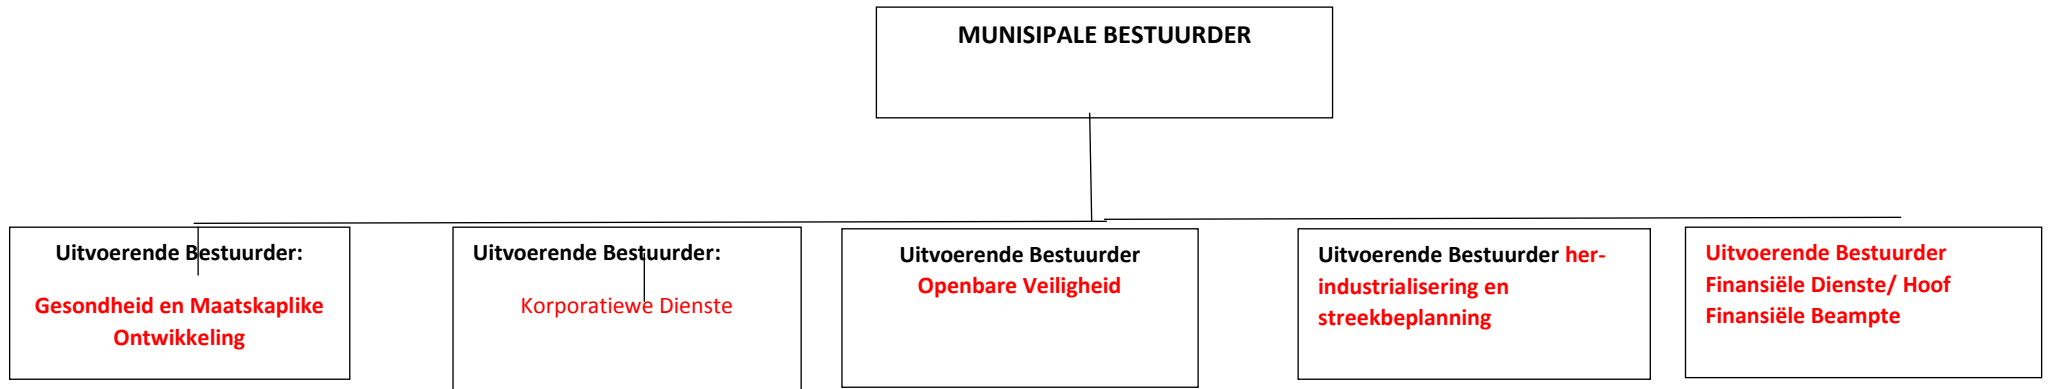 MUNISIPALE BESTUURDER
Uitvoerende Bestuurder:
Gesondheid en Maatskaplike
Ontwikkeling
Uitvoerende Bestuurder:
Korporatiewe Dienste
Uitvoerende Bestuurder
Openbare Veiligheid
Uitvoerende Bestuurder her-
industrialisering en
streekbeplanning
Uitvoerende Bestuurder
Finansiële Dienste/ Hoof
Finansiële Beampte